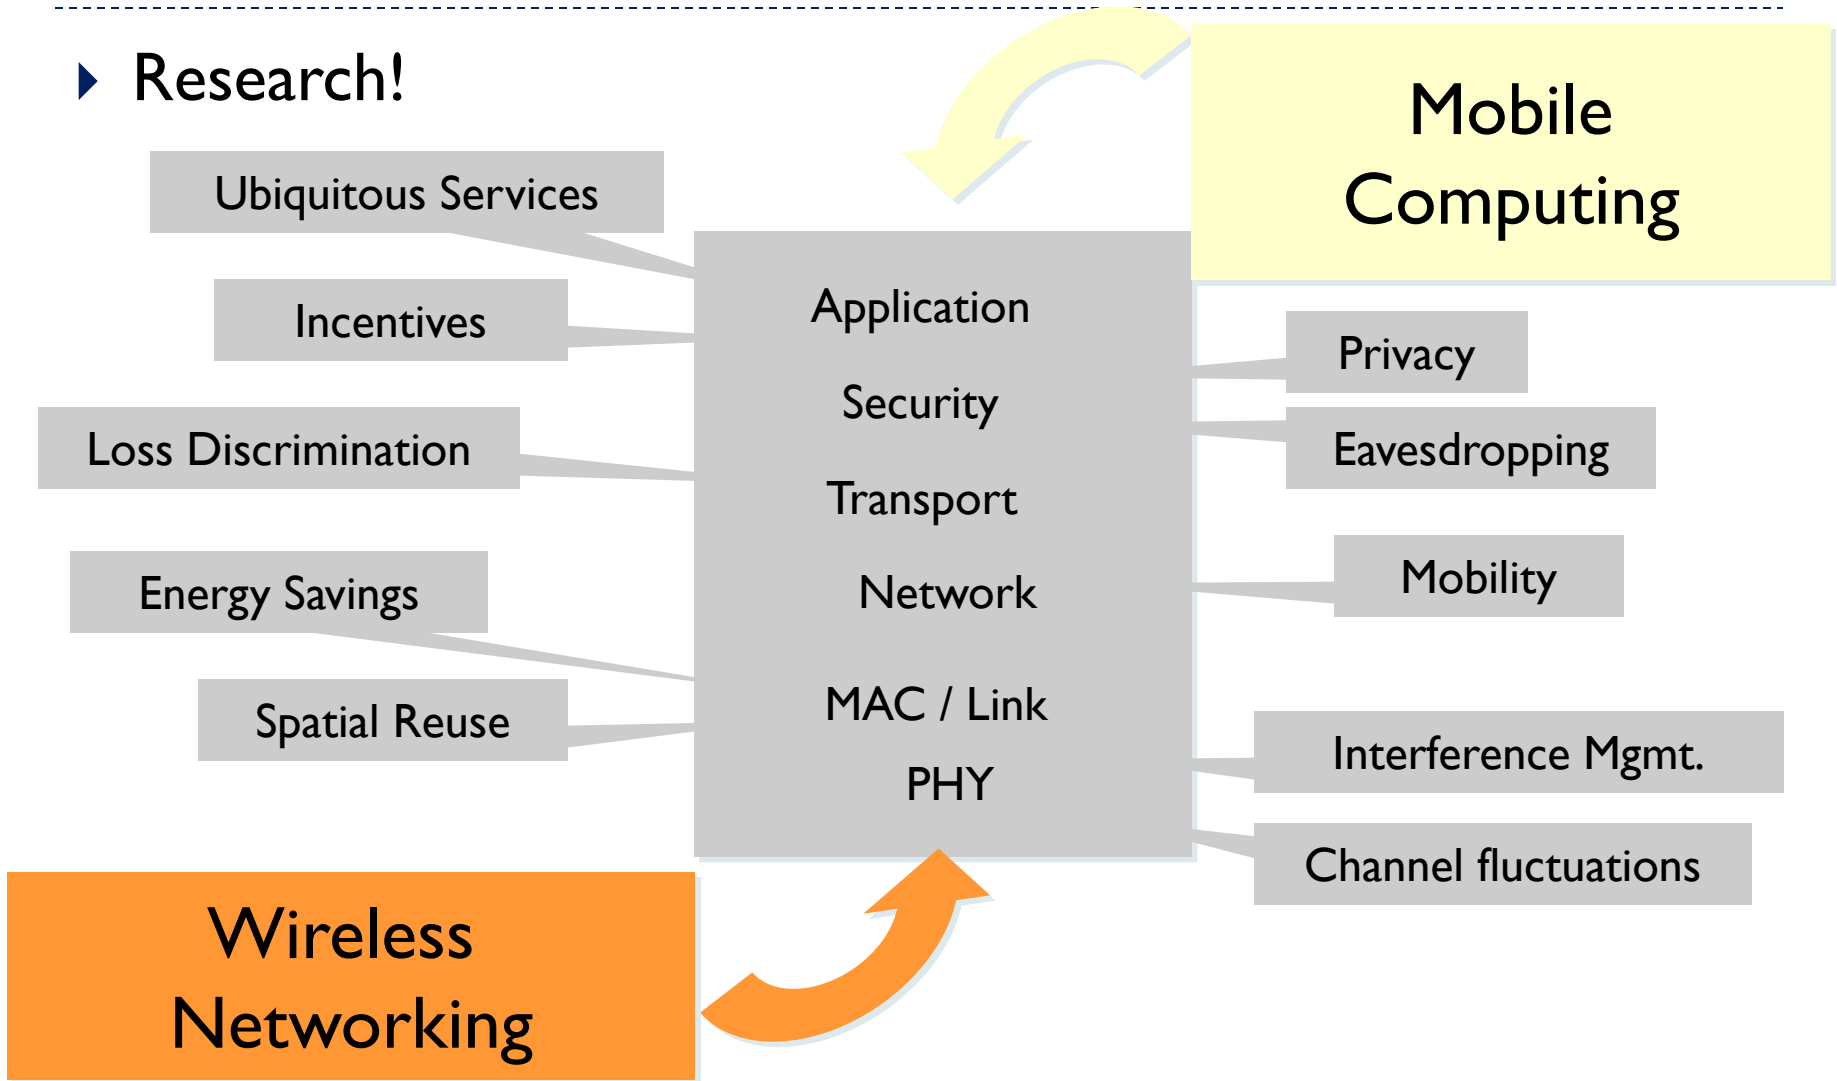 Research!
Mobile
Computing
Ubiquitous Services
Incentives
Loss Discrimination
Energy Savings
Spatial Reuse
Application
Security
Transport
Network
MAC / Link
PHY
Privacy
Eavesdropping
Mobility
Interference Mgmt.
Channel fluctuations
Wireless
Networking